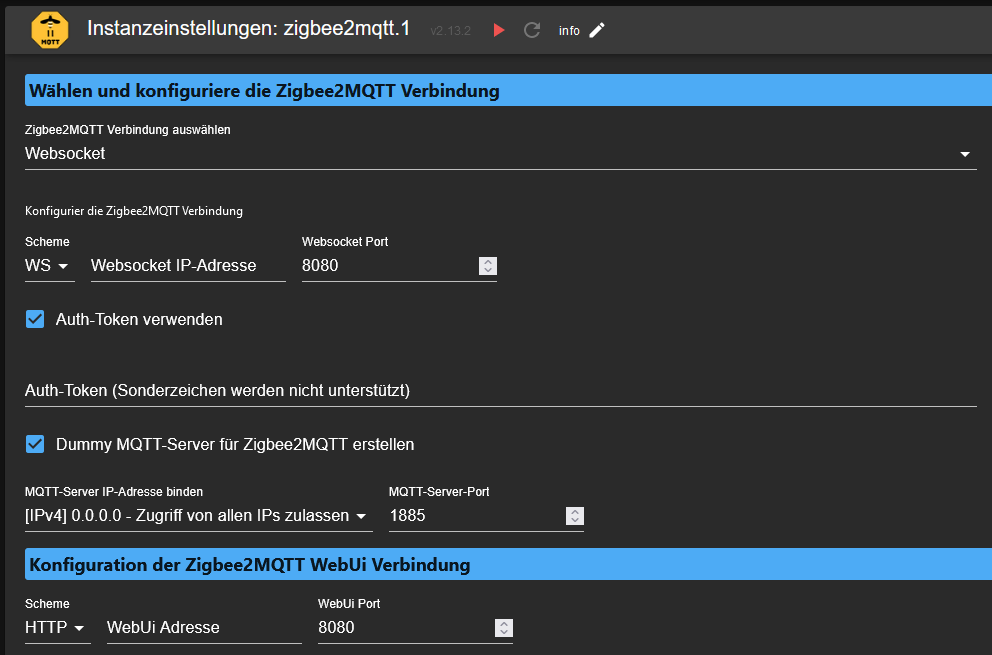 MQTT
Instanzeinstellungen: zigbee2mqtt.1 v2.13.2 info
Wählen und konfiguriere die Zigbee2MQTT Verbindung
Zigbee2MQTT Verbindung auswählen
Websocket
Konfigurier die Zigbee2MQTT Verbindung
Scheme Websocket Port
WS Websocket IP-Adresse 8080
Auth-Token verwenden
Auth-Token (Sonderzeichen werden nicht unterstützt)
Dummy MQTT-Server für Zigbee2MQTT erstellen
MQTT-Server IP-Adresse binden MQTT-Server-Port
[IPv4] 0.0.0.0 - Zugriff von allen IPs zulassen 1885
Konfiguration der Zigbee2MQTT WebUi Verbindung
Scheme WebUi Port
HTTP WebUi Adresse 8080